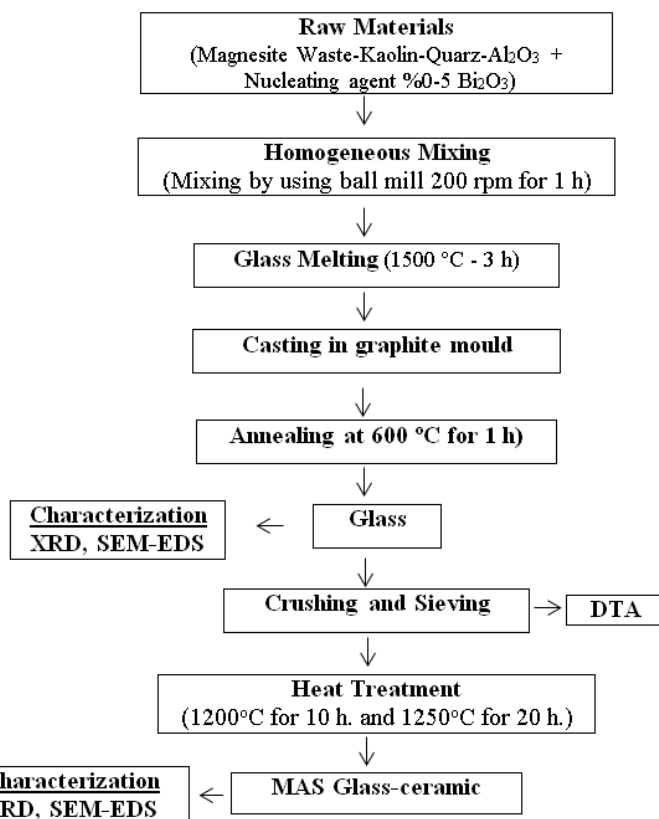 Raw Materials
(Magnesite Waste-Kaolin-Quarz-Al₂O₃ +
Nucleating agent %0-5 Bi₂O₃)
Homogeneous Mixing
(Mixing by using ball mill 200 rpm for 1 h)
Glass Melting (1500 °C - 3 h)
Casting in graphite mould
Annealing at 600 °C for 1 h)
Glass
Characterization
XRD, SEM-EDS
Crushing and Sieving
DTA
Heat Treatment
(1200°C for 10 h. and 1250°C for 20 h.)
MAS Glass-ceramic
haracterization
RD, SEM-EDS